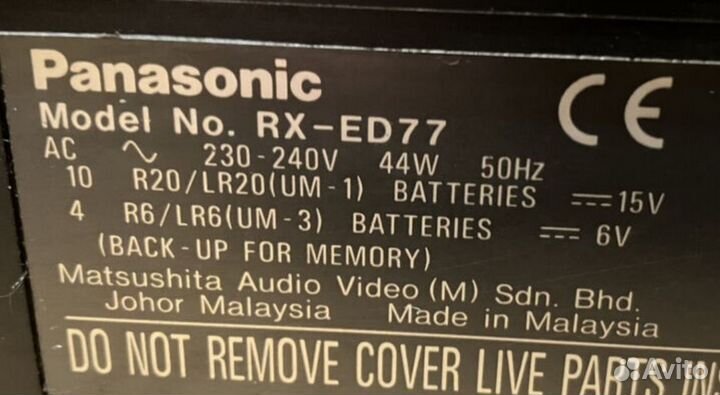 Panasonic
CE
Model No. RX-ED77
AC ∿ 230-240V 44W 50Hz
10 R20/LR20(UM-1) BATTERIES ⎓ 15V
4 R6/LR6(UM-3) BATTERIES ⎓ 6V
(BACK-UP FOR MEMORY)
Matsushita Audio Video (M) Sdn. Bhd.
Johor Malaysia Made in Malaysia
DO NOT REMOVE COVER LIVE PARTS INS
Avito